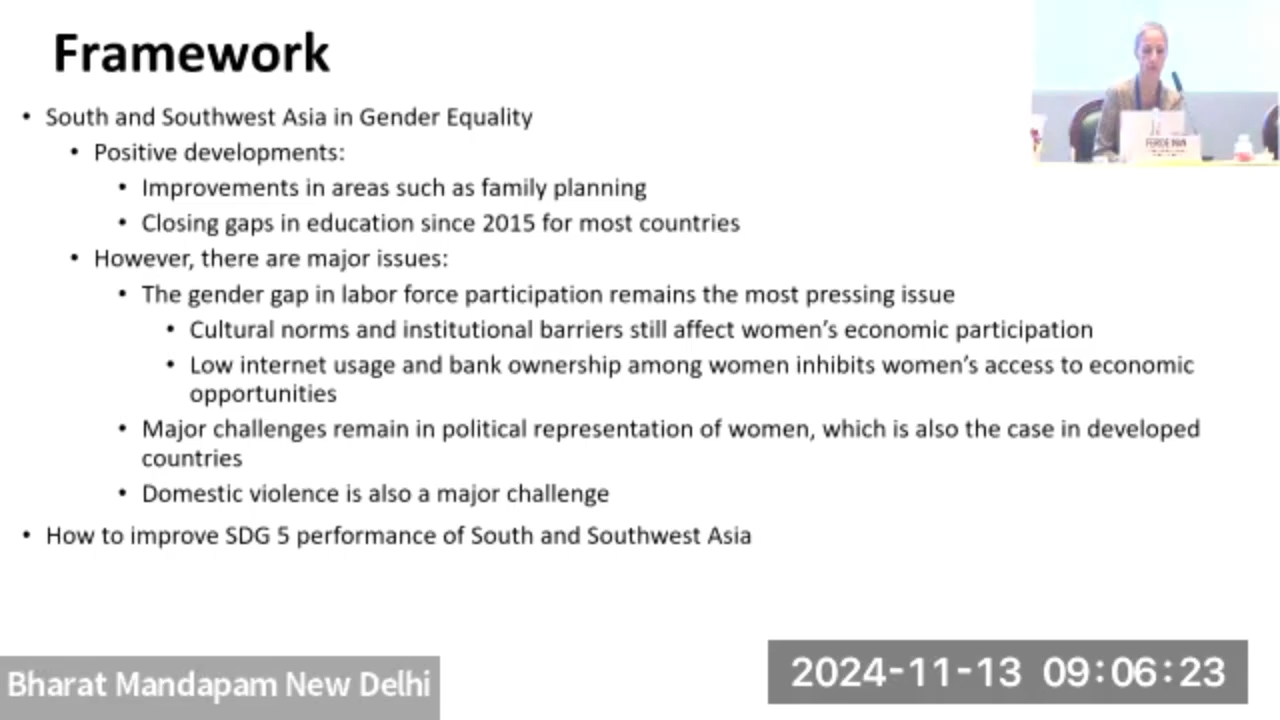 Framework
• South and Southwest Asia in Gender Equality
• Positive developments:
• Improvements in areas such as family planning
• Closing gaps in education since 2015 for most countries
• However, there are major issues:
• The gender gap in labor force participation remains the most pressing issue
• Cultural norms and institutional barriers still affect women's economic participation
• Low internet usage and bank ownership among women inhibits women's access to economic
opportunities
• Major challenges remain in political representation of women, which is also the case in developed
countries
• Domestic violence is also a major challenge
• How to improve SDG 5 performance of South and Southwest Asia
Bharat Mandapam New Delhi
2024-11-13 09:06:23